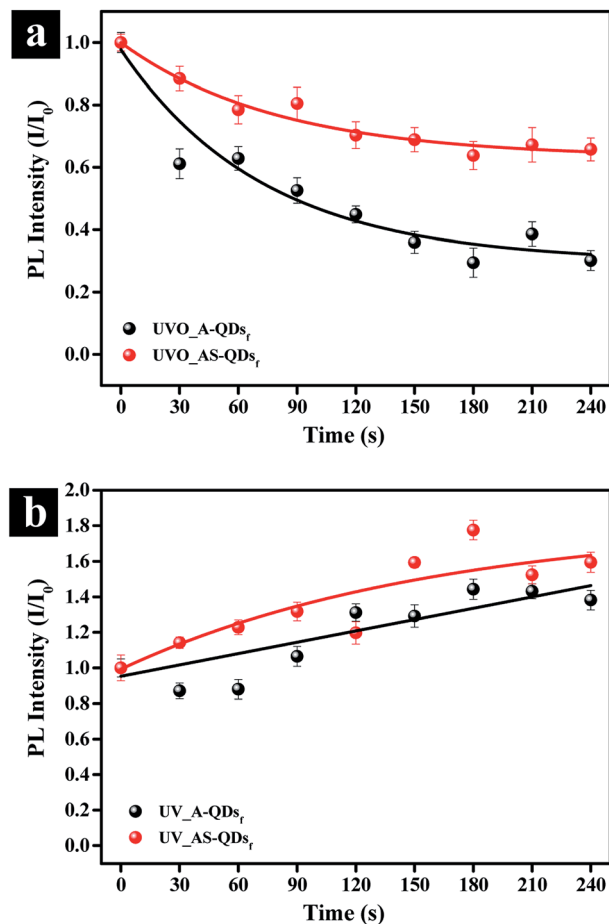 a
PL Intensity (I/I0)
1.0
0.8
0.6
0.4
0.2
0.0
UVO_A-QDsf
UVO_AS-QDsf
0 30 60 90 120 150 180 210 240
Time (s)
b
PL Intensity (I/I0)
2.0
1.8
1.6
1.4
1.2
1.0
0.8
0.6
0.4
0.2
0.0
UV_A-QDsf
UV_AS-QDsf
0 30 60 90 120 150 180 210 240
Time (s)